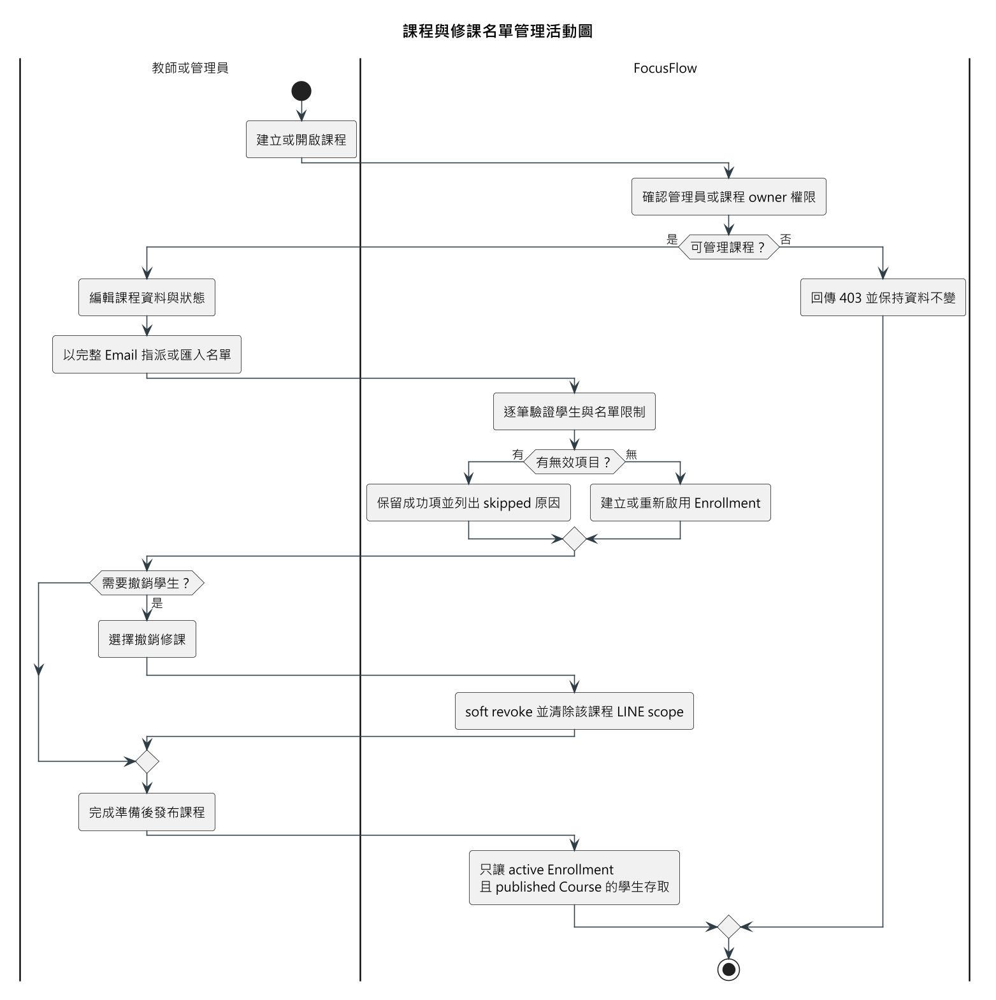 課程與修課名單管理活動圖
教師或管理員
FocusFlow
建立或開啟課程
確認管理員或課程 owner 權限
是
可管理課程？
否
編輯課程資料與狀態
回傳 403 並保持資料不變
以完整 Email 指派或匯入名單
逐筆驗證學生與名單限制
有
有無效項目？
無
保留成功項並列出 skipped 原因
建立或重新啟用 Enrollment
需要撤銷學生？
是
選擇撤銷修課
soft revoke 並清除該課程 LINE scope
完成準備後發布課程
只讓 active Enrollment
且 published Course 的學生存取